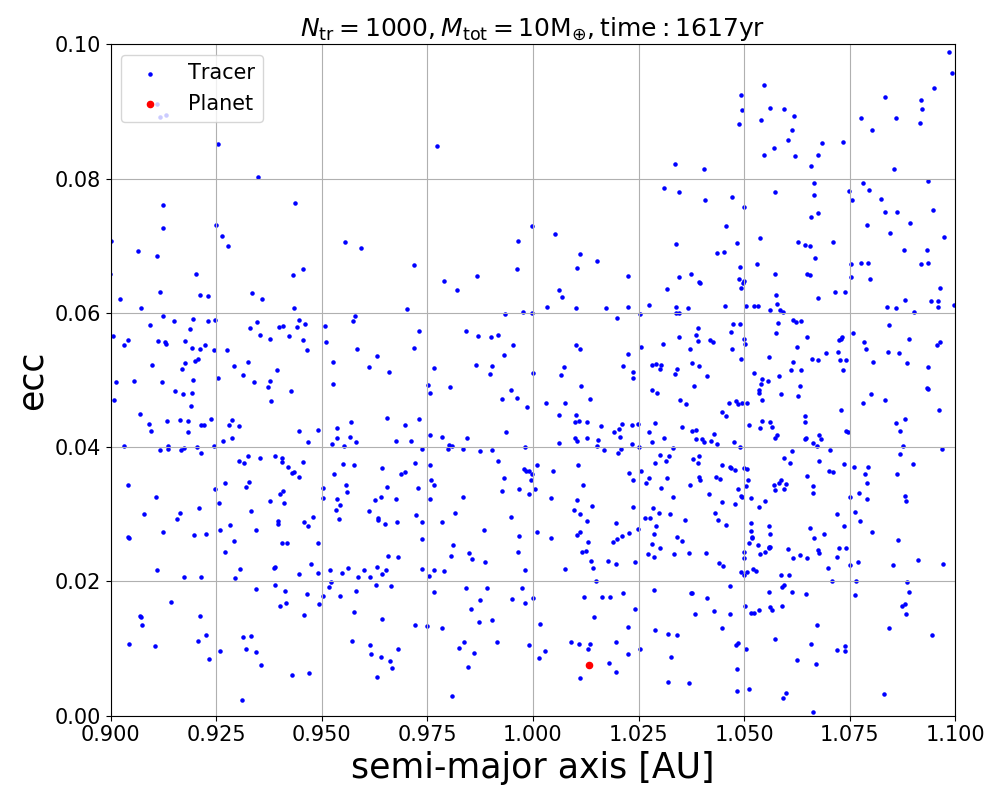 N_tr = 1000, M_tot = 10M_⊕, time : 1617yr
Tracer
Planet
ecc
0.10
0.08
0.06
0.04
0.02
0.00
0.900 0.925 0.950 0.975 1.000 1.025 1.050 1.075 1.100
semi-major axis [AU]